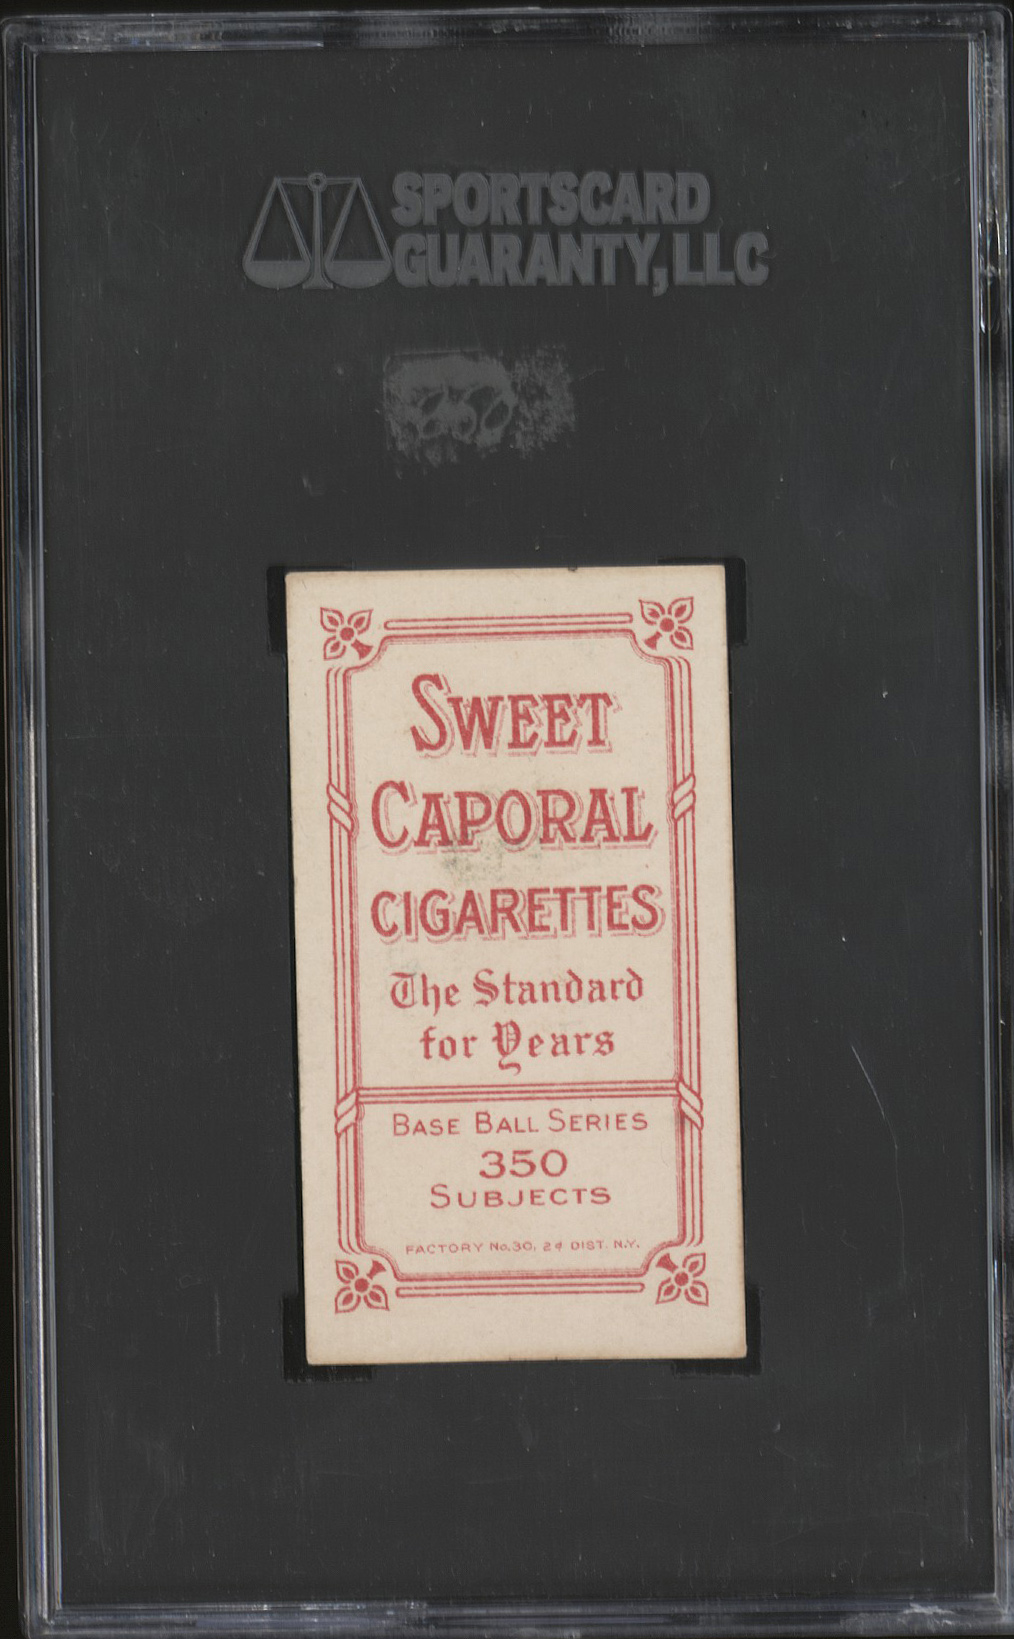 SPORTSCARD
GUARANTY, LLC
SWEET
CAPORAL
CIGARETTES
The Standard
for Years
BASE BALL SERIES
350
SUBJECTS
FACTORY No. 30, 2d DIST. N.Y.